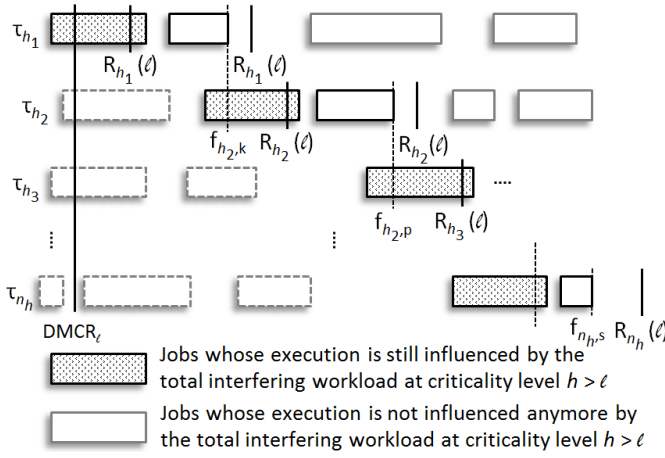 τh₁
Rh₁(ℓ) Rh₁(ℓ)
τh₂
fh₂,k Rh₂(ℓ) Rh₂(ℓ)
τh₃
fh₂,p Rh₃(ℓ)
τnₕ
DMCRℓ fnₕ,s Rnₕ(ℓ)
Jobs whose execution is still influenced by the
total interfering workload at criticality level h > ℓ
Jobs whose execution is not influenced anymore by
the total interfering workload at criticality level h > ℓ